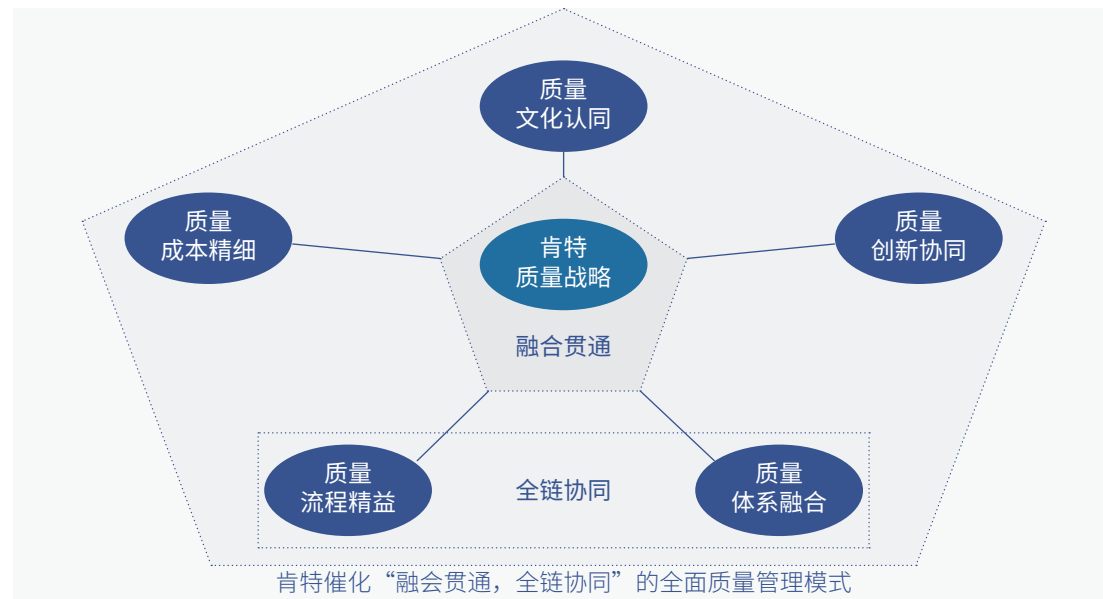 质量
文化认同
质量
成本精细
质量
创新协同
肯特
质量战略
融合贯通
质量
流程精益
全链协同
质量
体系融合
肯特催化“融会贯通，全链协同”的全面质量管理模式